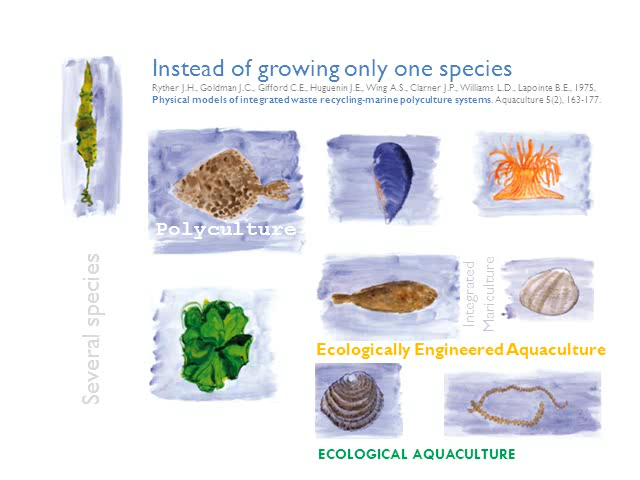 Instead of growing only one species
Ryther J.H., Goldman J.C., Gifford C.E., Huguenin J.E., Wing A.S., Clarner J.P., Williams L.D., Lapointe B.E., 1975,
Physical models of integrated waste recycling-marine polyculture systems. Aquaculture 5(2), 163-177.
Polyculture
Several species
Integrated
Mariculture
Ecologically Engineered Aquaculture
ECOLOGICAL AQUACULTURE